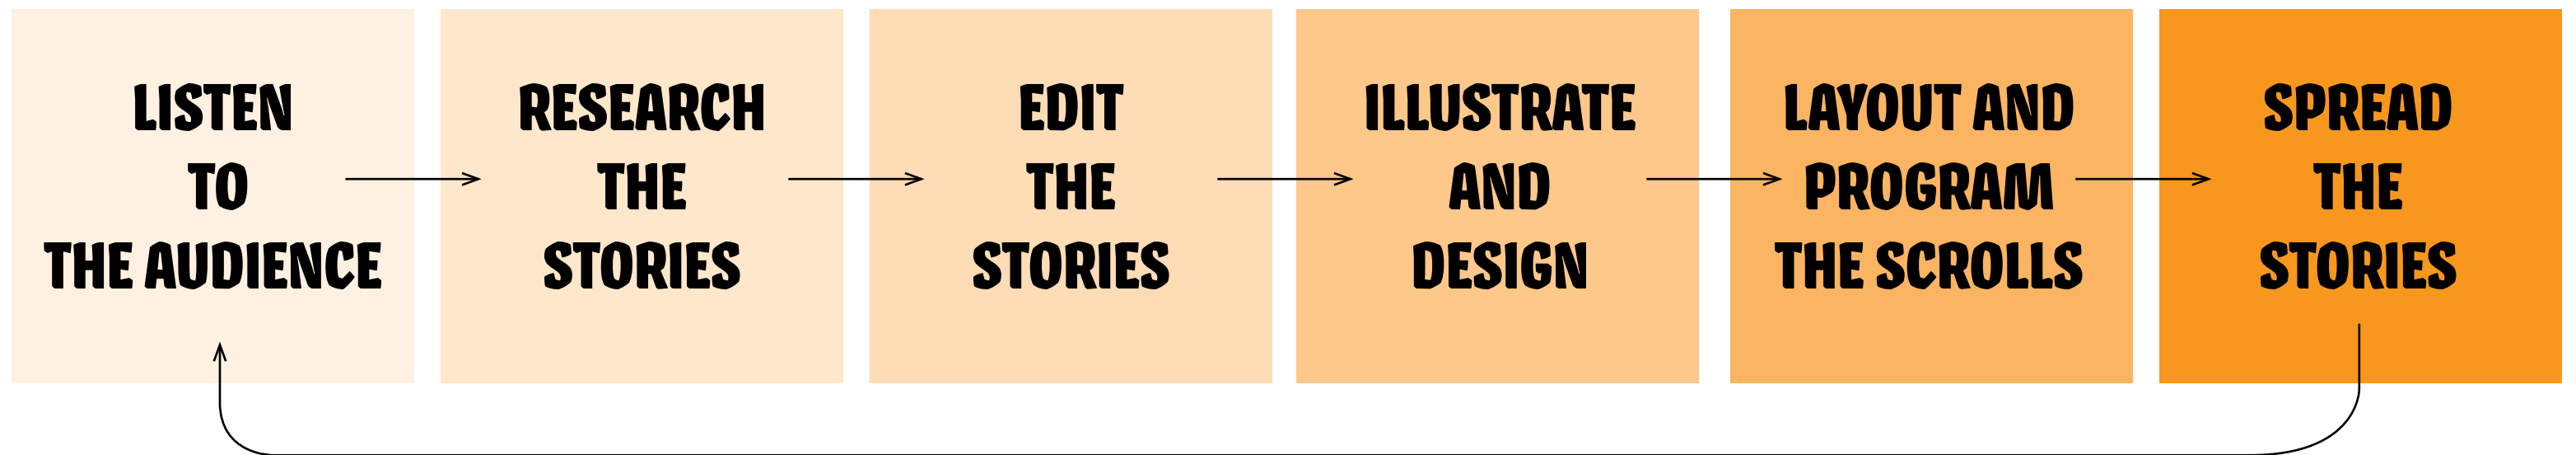 LISTEN
TO
THE AUDIENCE
RESEARCH
THE
STORIES
EDIT
THE
STORIES
ILLUSTRATE
AND
DESIGN
LAYOUT AND
PROGRAM
THE SCROLLS
SPREAD
THE
STORIES